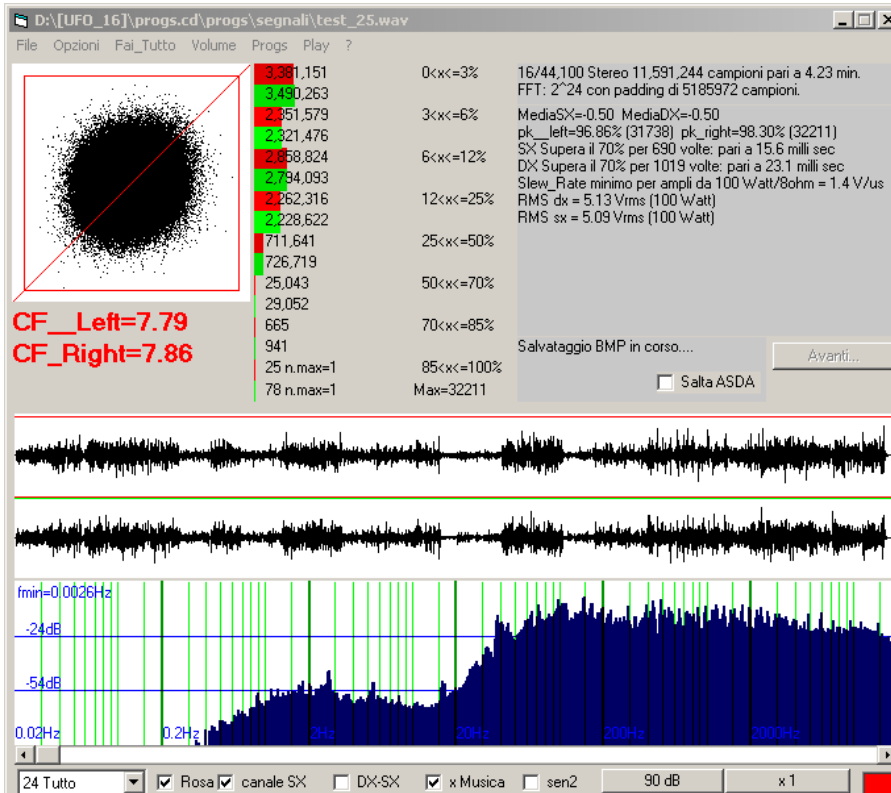 D:\[UFO_16]\progs.cd\progs\segnali\test_25.wav
File Opzioni Fai_Tutto Volume Progs Play ?
3,381,151 0<x<=3%
3,490,263
2,351,579 3<x<=6%
2,321,476
2,858,824 6<x<=12%
2,794,093
2,262,316 12<x<=25%
2,228,622
711,641 25<x<=50%
726,719
25,043 50<x<=70%
29,052
665 70<x<=85%
941
25 n.max=1 85<x<=100%
78 n.max=1 Max=32211
16/44,100 Stereo 11,591,244 campioni pari a 4.23 min.
FFT: 2^24 con padding di 5185972 campioni.
MediaSX=-0.50 MediaDX=-0.50
pk__left=96.86% (31738) pk_right=98.30% (32211)
SX Supera il 70% per 690 volte: pari a 15.6 milli sec
DX Supera il 70% per 1019 volte: pari a 23.1 milli sec
Slew_Rate minimo per ampli da 100 Watt/8ohm = 1.4 V/us
RMS dx = 5.13 Vrms (100 Watt)
RMS sx = 5.09 Vrms (100 Watt)
CF__Left=7.79
CF_Right=7.86
Salvataggio BMP in corso....
Salta ASDA
Avanti...
fmin=0.0026Hz
-24dB
-54dB
0.02Hz 0.2Hz 2Hz 20Hz 200Hz 2000Hz
24 Tutto Rosa canale SX DX-SX x Musica sen2 90 dB x 1